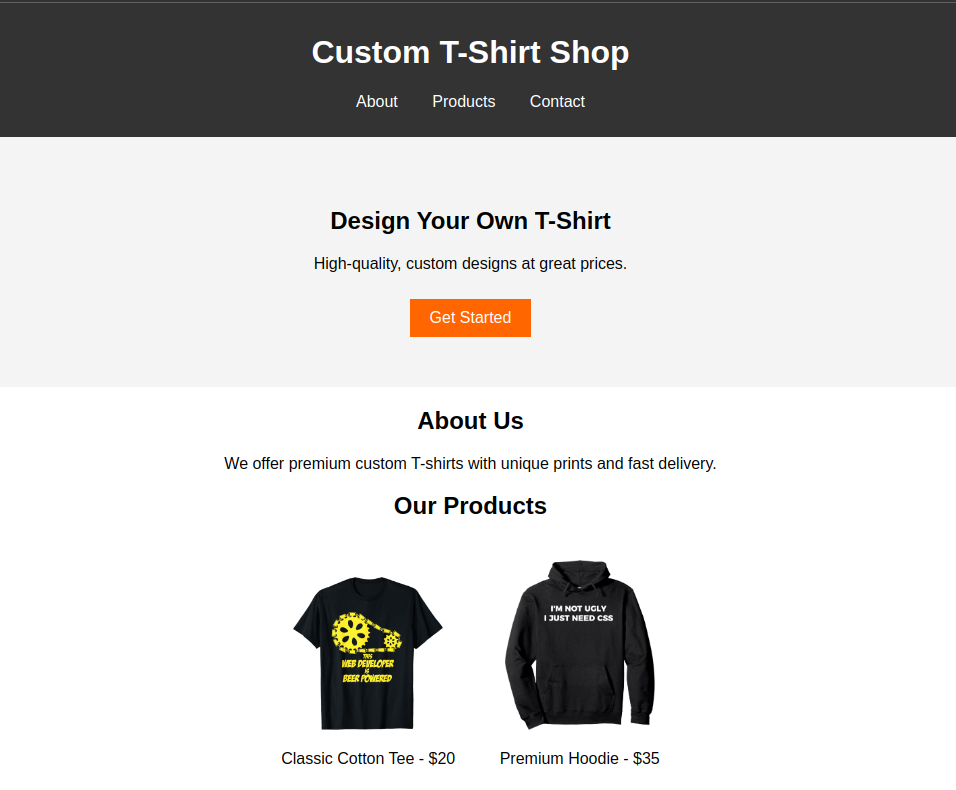 Custom T-Shirt Shop
About Products Contact
Design Your Own T-Shirt
High-quality, custom designs at great prices.
Get Started
About Us
We offer premium custom T-shirts with unique prints and fast delivery.
Our Products
THIS
WEB DEVELOPER
IS
BEER POWERED
I'M NOT UGLY
I JUST NEED CSS
Classic Cotton Tee - $20
Premium Hoodie - $35